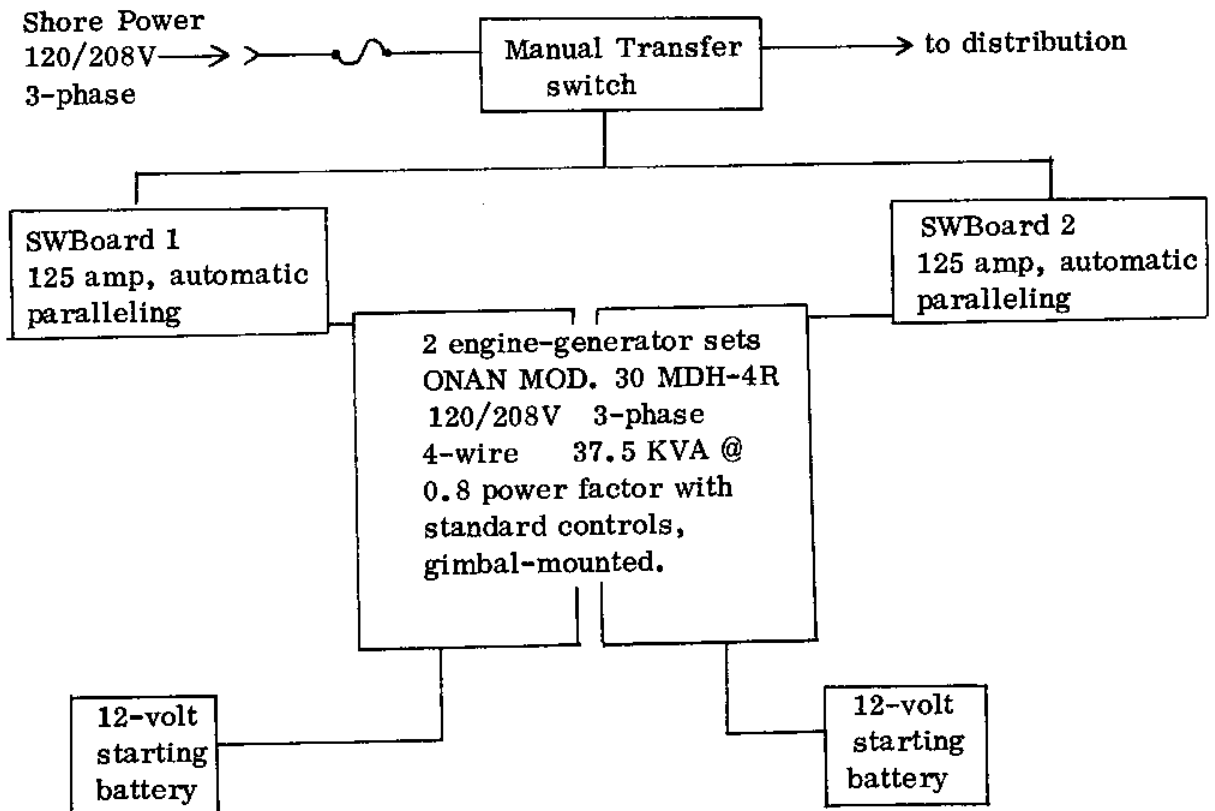 Shore Power
120/208V
3-phase
Manual Transfer
switch
to distribution
SWBoard 1
125 amp, automatic
paralleling
SWBoard 2
125 amp, automatic
paralleling
2 engine-generator sets
ONAN MOD. 30 MDH-4R
120/208V 3-phase
4-wire 37.5 KVA @
0.8 power factor with
standard controls,
gimbal-mounted.
12-volt
starting
battery
12-volt
starting
battery